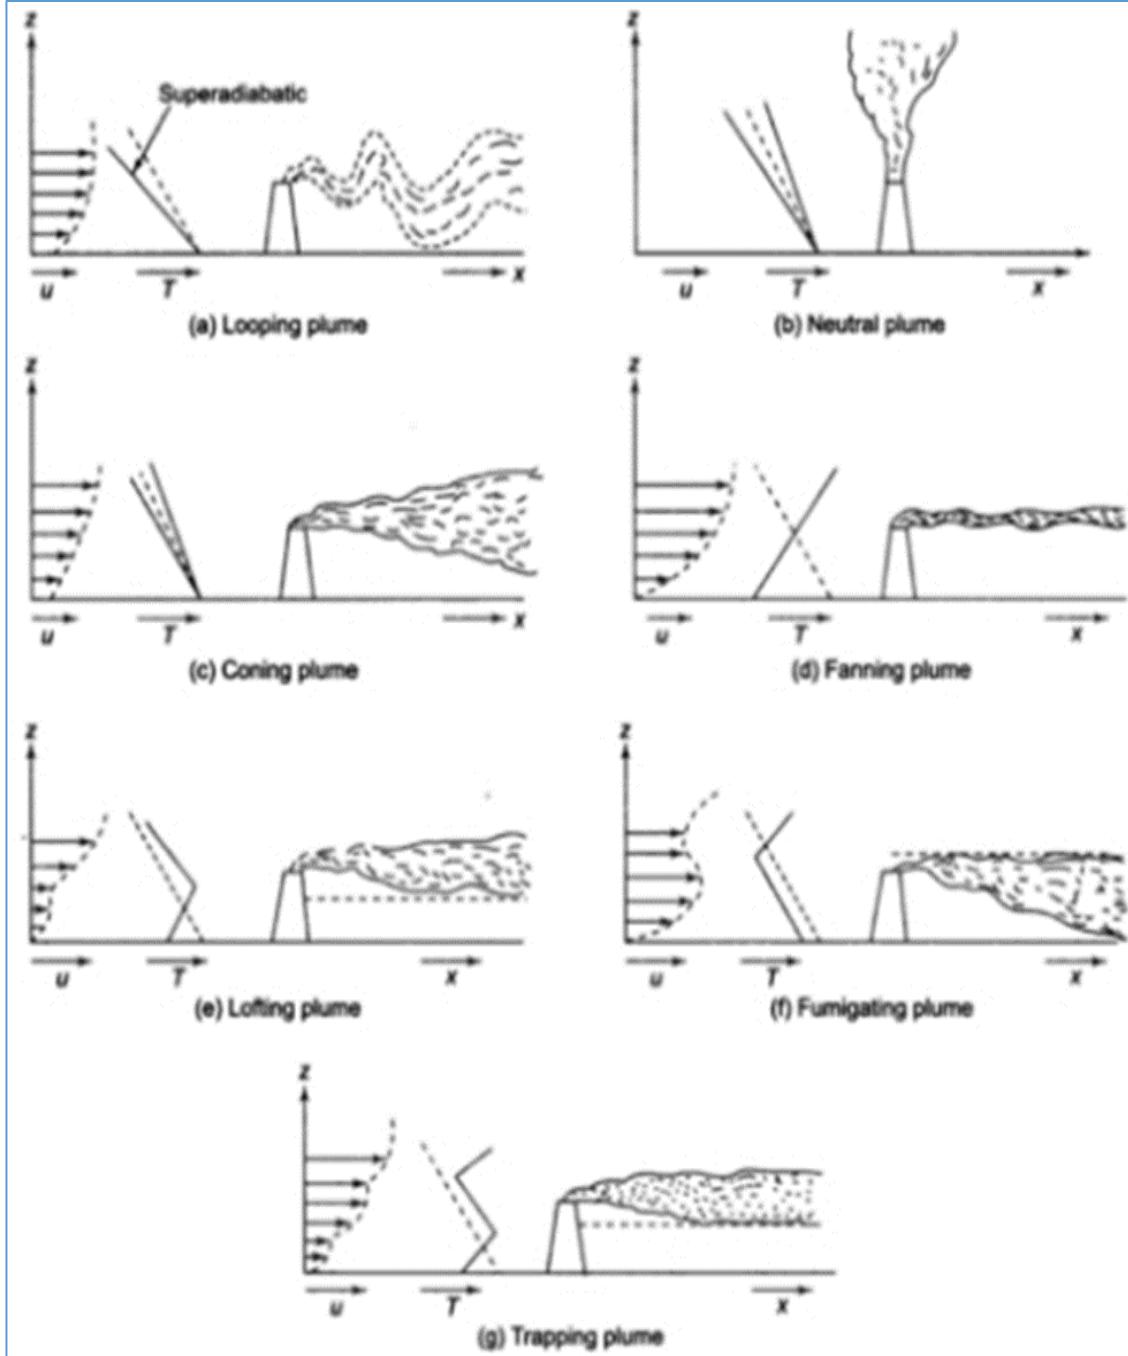 z
z
Superadiabatic
u
T
x
u
T
x
(a) Looping plume
(b) Neutral plume
z
z
u
T
x
u
T
x
(c) Coning plume
(d) Fanning plume
z
z
u
T
x
u
T
x
(e) Lofting plume
(f) Fumigating plume
z
u
T
x
(g) Trapping plume